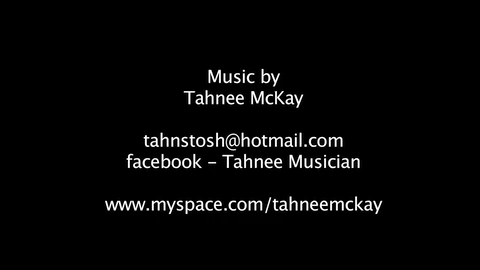 Music by
Tahnee McKay
tahnstosh@hotmail.com
facebook – Tahnee Musician
www.myspace.com/tahneemckay